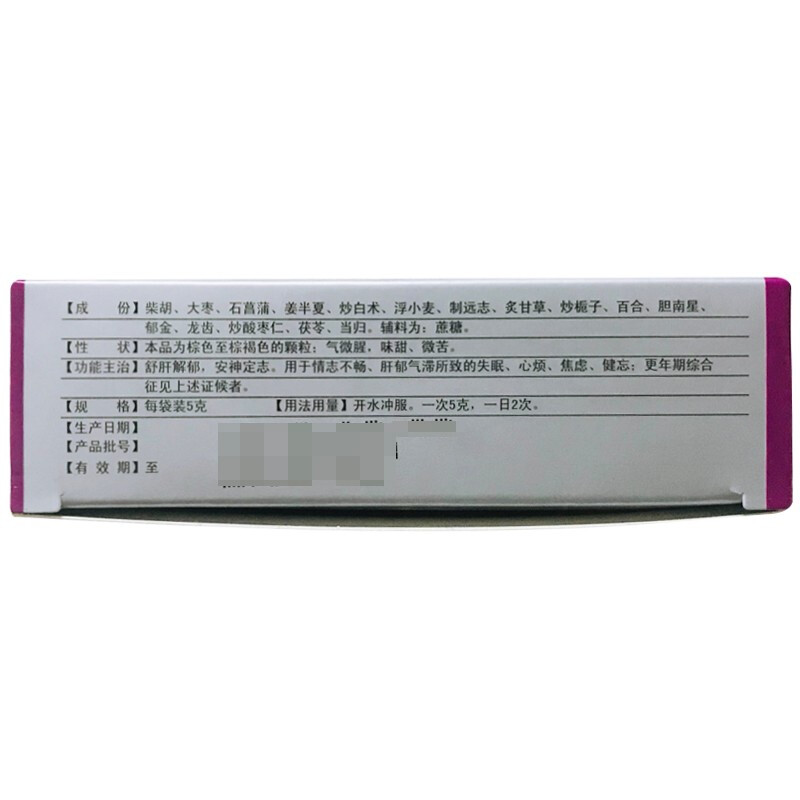 【成 份】柴胡、大枣、石菖蒲、姜半夏、炒白术、浮小麦、制远志、炙甘草、炒栀子、百合、胆南星、
郁金、龙齿、炒酸枣仁、茯苓、当归。辅料为：蔗糖。
【性 状】本品为棕色至棕褐色的颗粒；气微腥，味甜、微苦。
【功能主治】舒肝解郁，安神定志。用于情志不畅、肝郁气滞所致的失眠、心烦、焦虑、健忘；更年期综合
征见上述证候者。
【规 格】每袋装5克 【用法用量】开水冲服。一次5克，一日2次。
【生产日期】
【产品批号】
【有 效 期】至